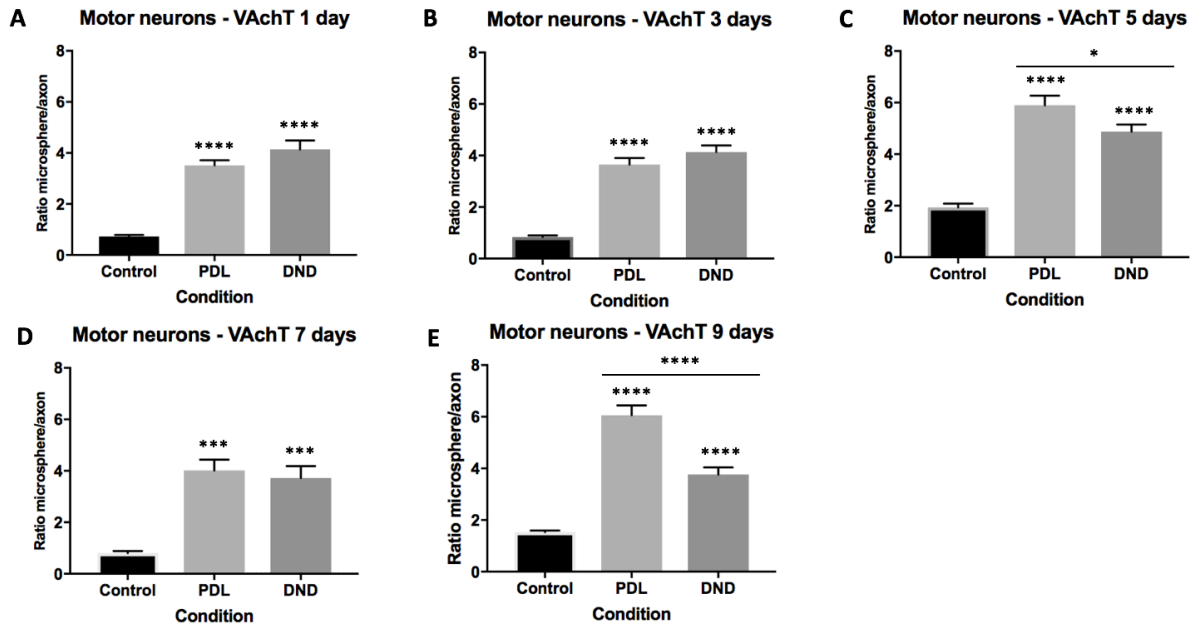 A
Motor neurons - VAchT 1 day
Ratio microsphere/axon
8
6
4
2
0
****
****
Control PDL DND
Condition
B
Motor neurons - VAchT 3 days
Ratio microsphere/axon
8
6
4
2
0
****
****
Control PDL DND
Condition
C
Motor neurons - VAchT 5 days
Ratio microsphere/axon
8
6
4
2
0
*
****
****
Control PDL DND
Condition
D
Motor neurons - VAchT 7 days
Ratio microsphere/axon
8
6
4
2
0
***
***
Control PDL DND
Condition
E
Motor neurons - VAchT 9 days
Ratio microsphere/axon
8
6
4
2
0
****
****
****
Control PDL DND
Condition